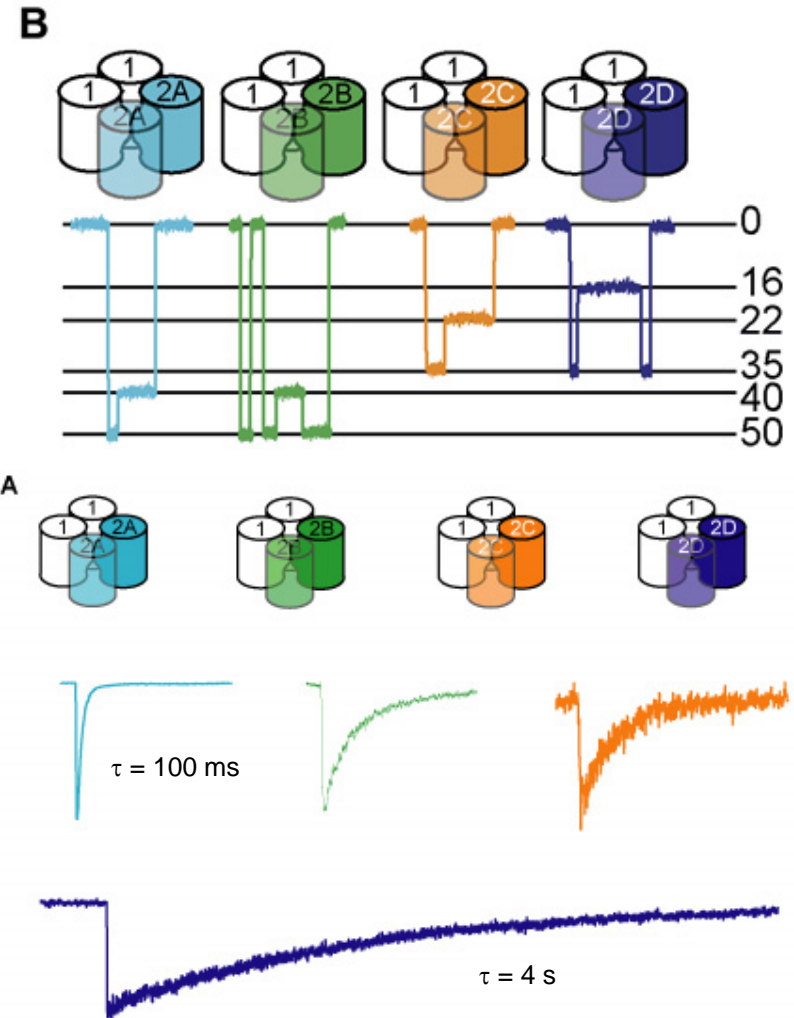 B
1 1 1 1
1 2A 1 2B 1 2C 1 2D
2A 2B 2C 2D
0
16
22
35
40
50
A
1 1 1 1
1 2A 1 2B 1 2C 1 2D
2A 2B 2C 2D
τ = 100 ms
τ = 4 s